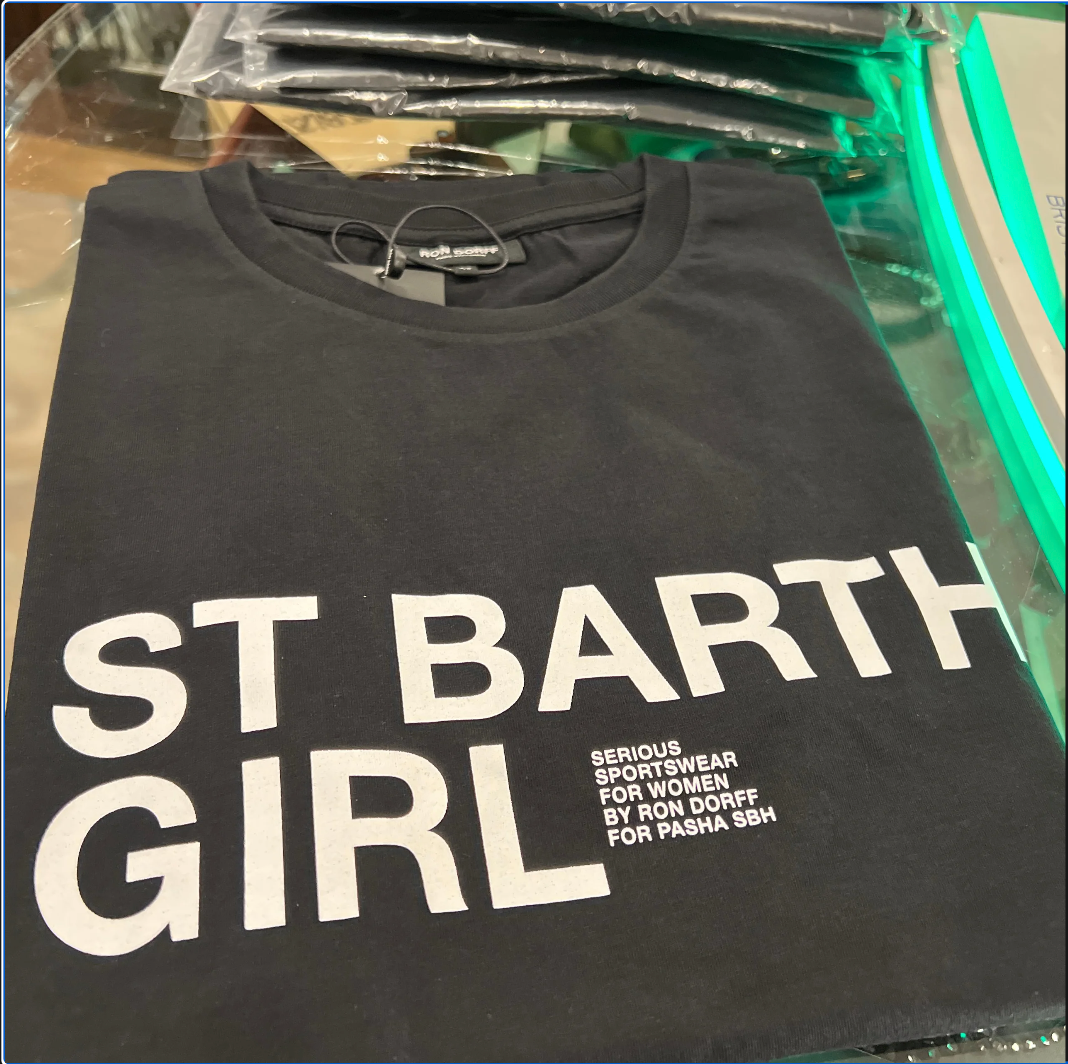 RON DORFF
ST BARTH
GIRL
SERIOUS
SPORTSWEAR
FOR WOMEN
BY RON DORFF
FOR PASHA SBH